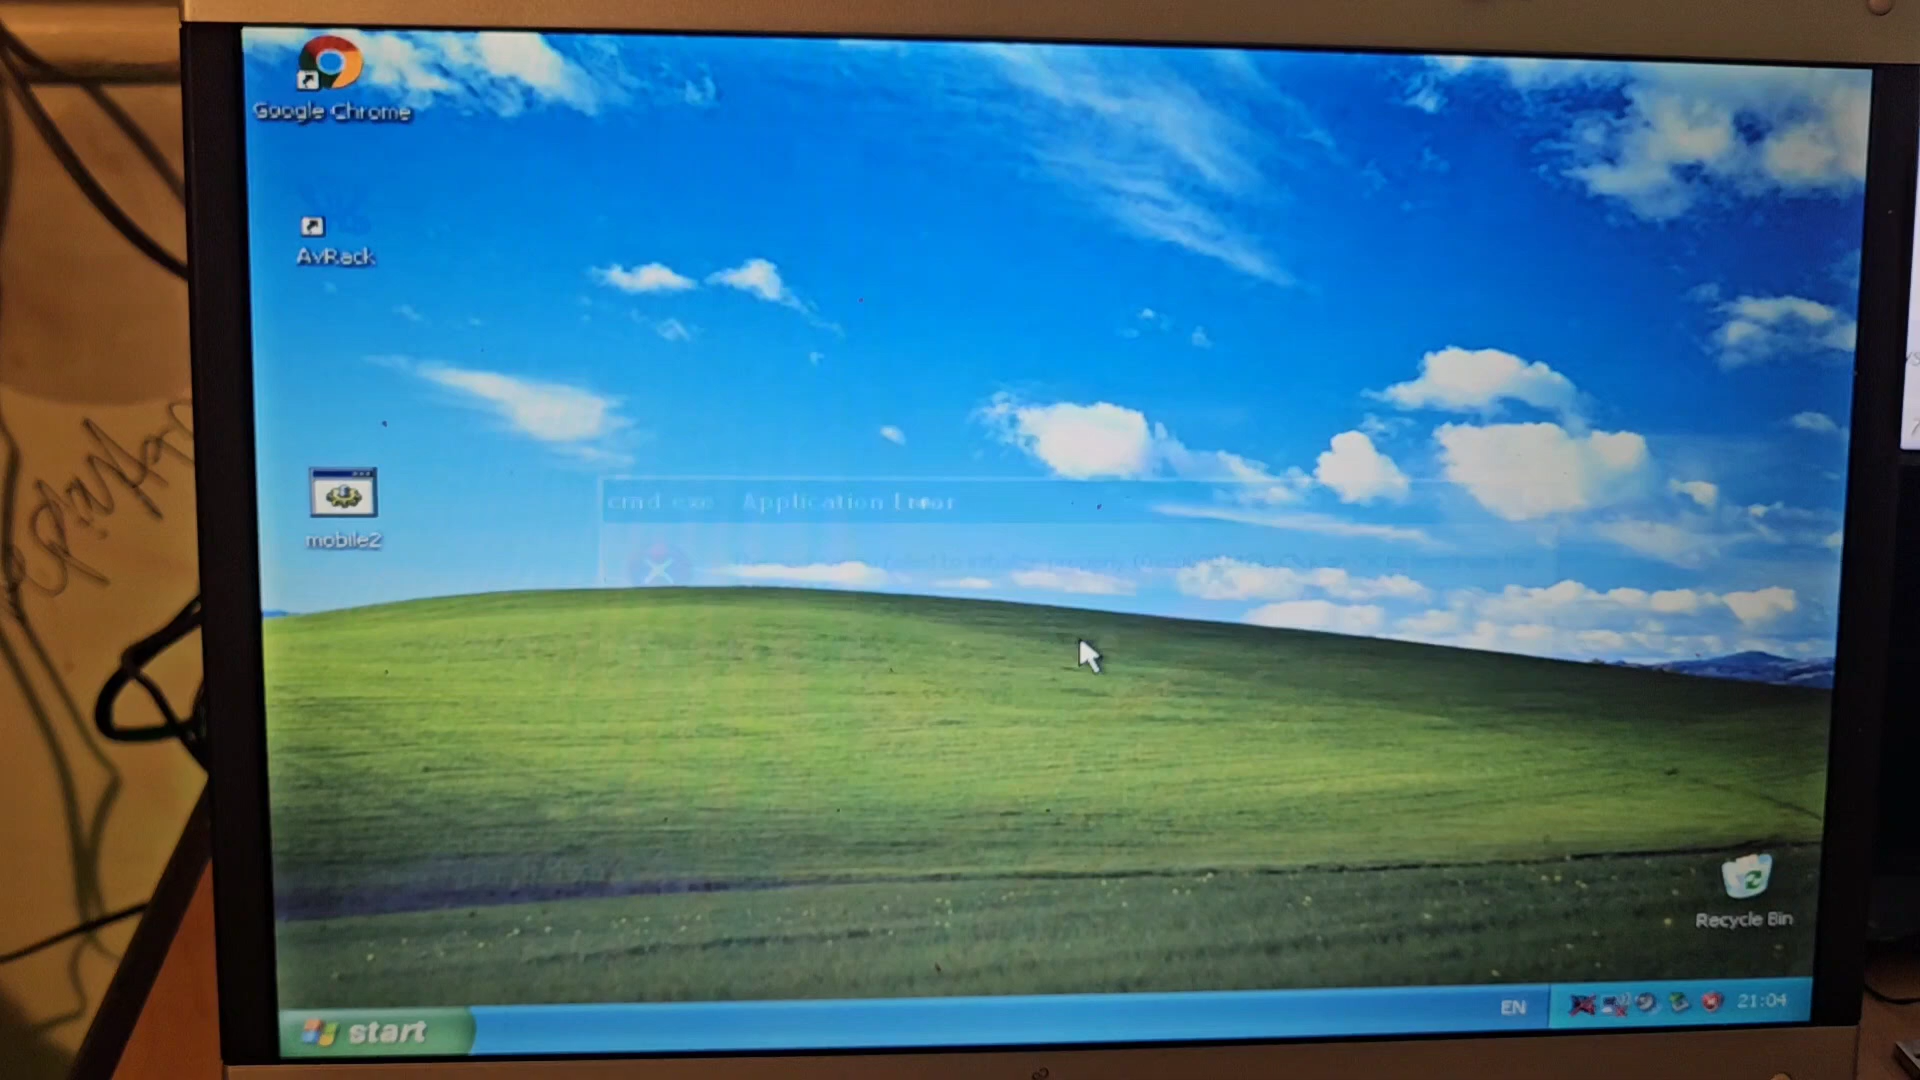 Google Chrome
AvRack
mobile2
cmd exe Application Error
Recycle Bin
start
EN
21:04